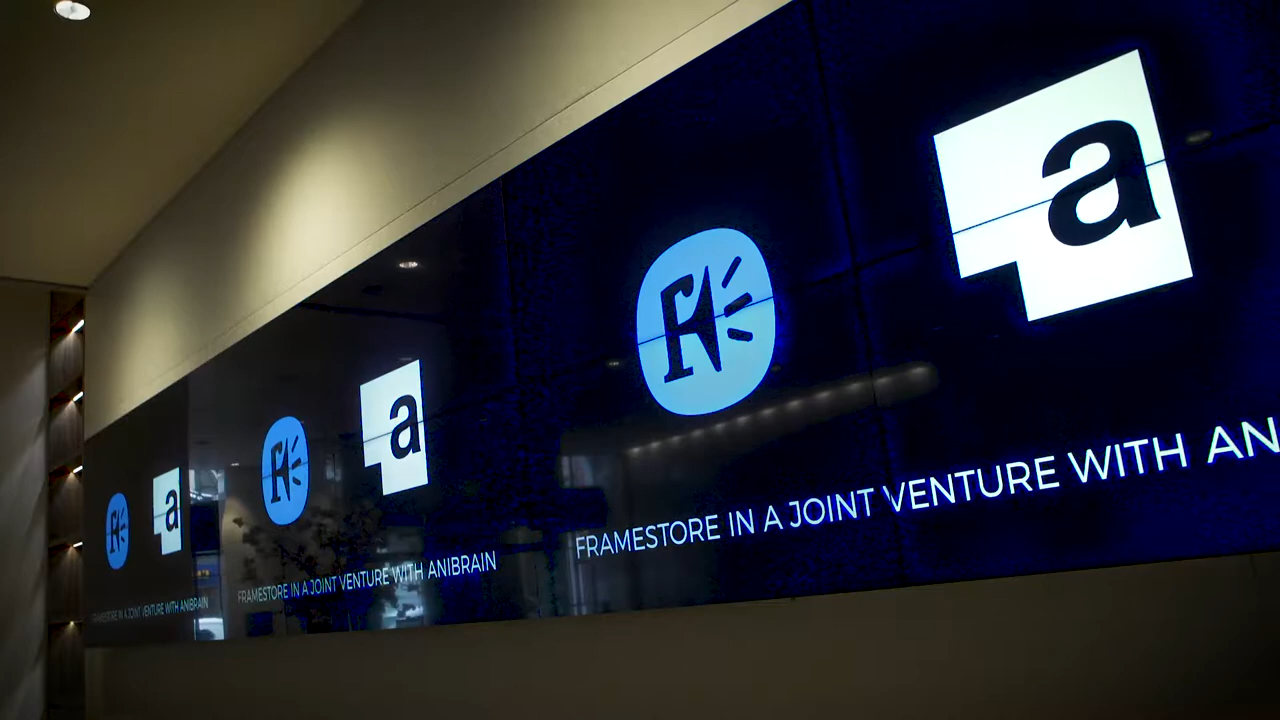 a
FRAMESTORE IN A JOINT VENTURE WITH AN
a
FRAMESTORE IN A JOINT VENTURE WITH ANIBRAIN
a
FRAMESTORE IN A JOINT VENTURE WITH ANIBRAIN